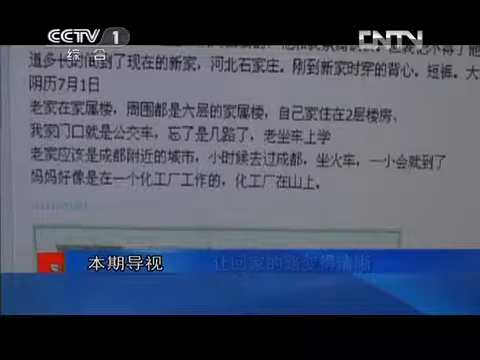 CCTV 1
综合
CNTV
道多长时间到了现在的新家，河北石家庄。刚到新家时穿的背心，短裤。大
阴历7月1日
老家在家属楼，周围都是六层的家属楼，自己家住在2层楼房、
我家门口就是公交车，忘了是几路了，老坐车上学
老家应该是成都附近的城市，小时候去过成都，坐火车，一小会就到了
妈妈好像是在一个化工厂工作的，化工厂在山上。
本期导视
让回家的路变得清晰